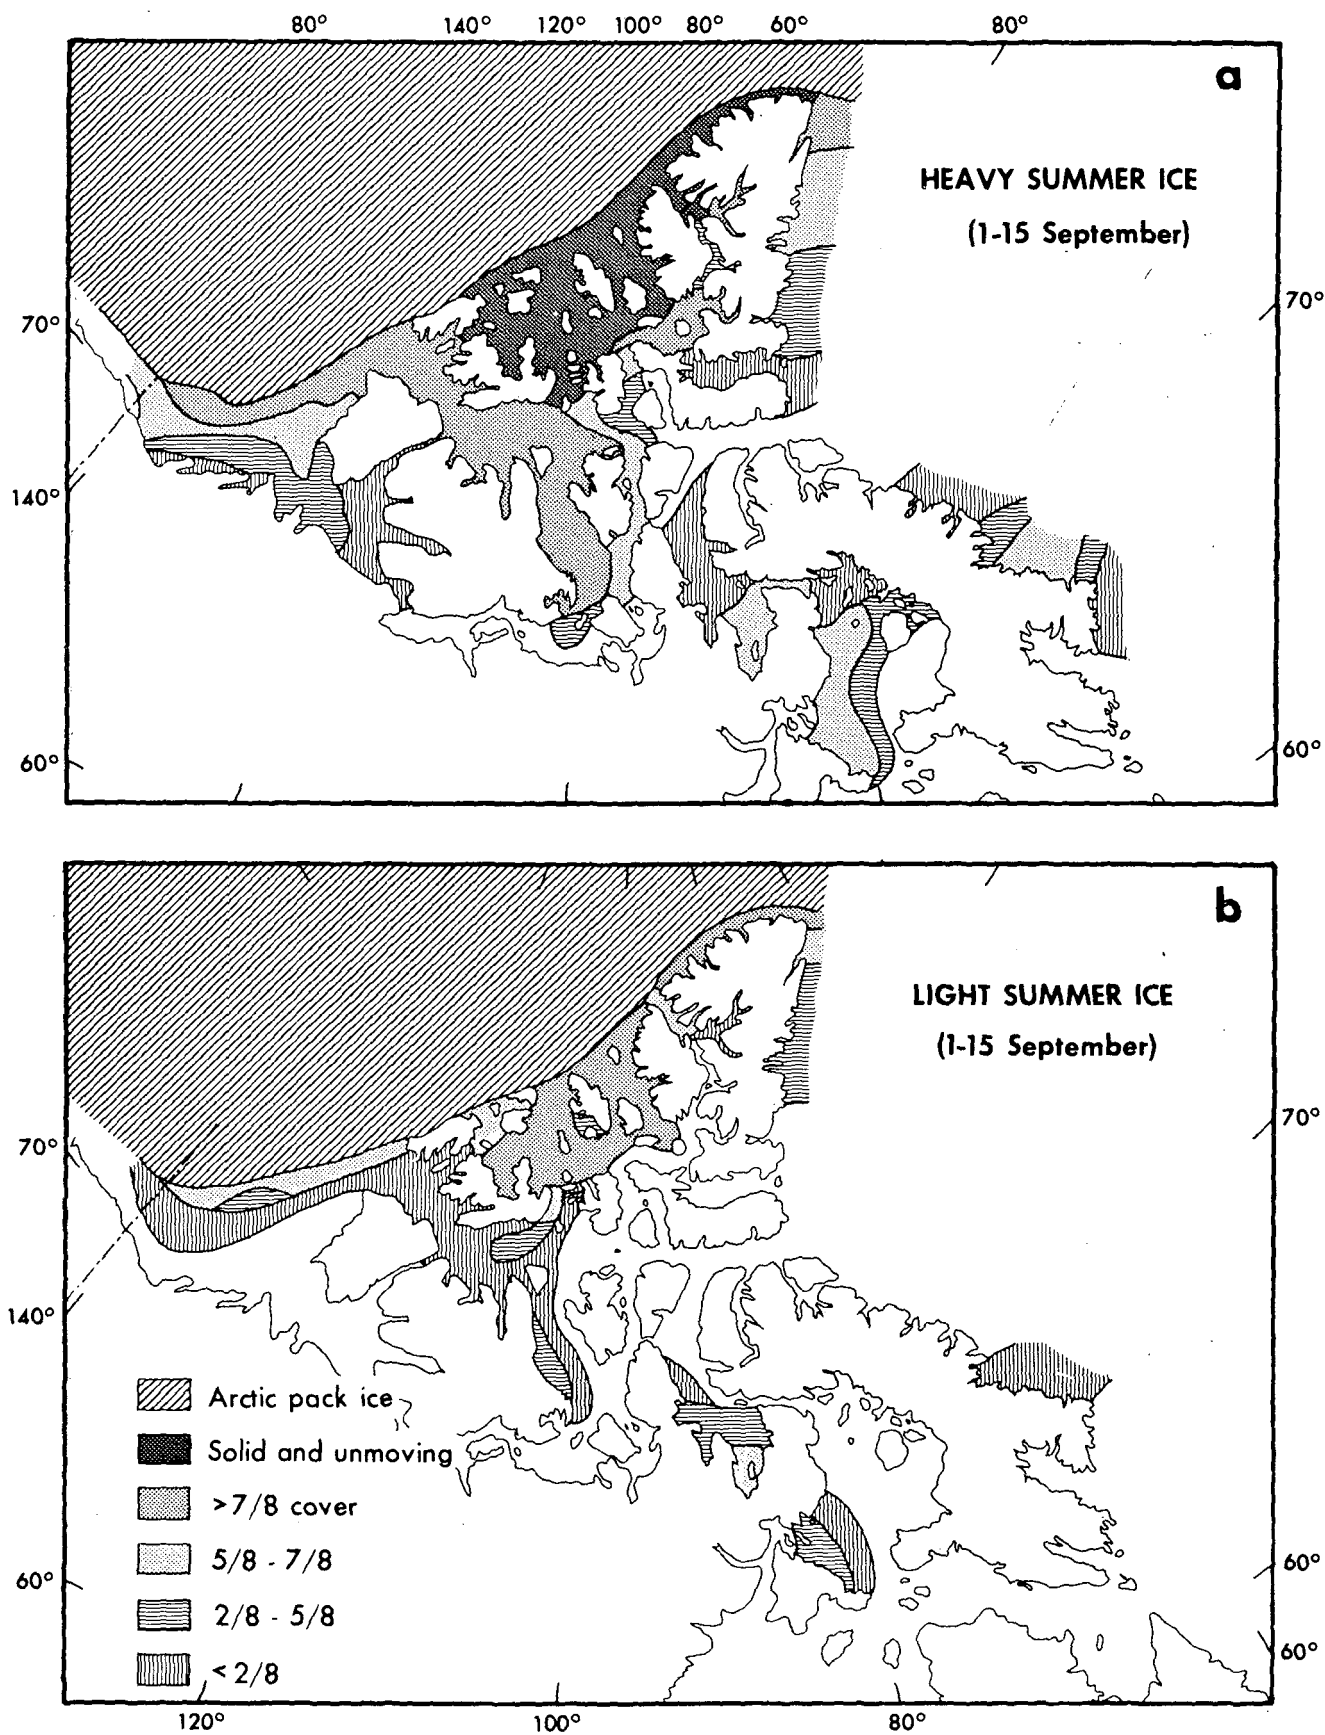 80° 140° 120° 100° 80° 60° 80°
a
HEAVY SUMMER ICE
(1-15 September)
70° 70°
140°
60° 60°
b
LIGHT SUMMER ICE
(1-15 September)
70° 70°
140°
Arctic pack ice
Solid and unmoving
>7/8 cover
5/8 - 7/8
60° 60°
2/8 - 5/8
60°
<2/8
120° 100° 80°